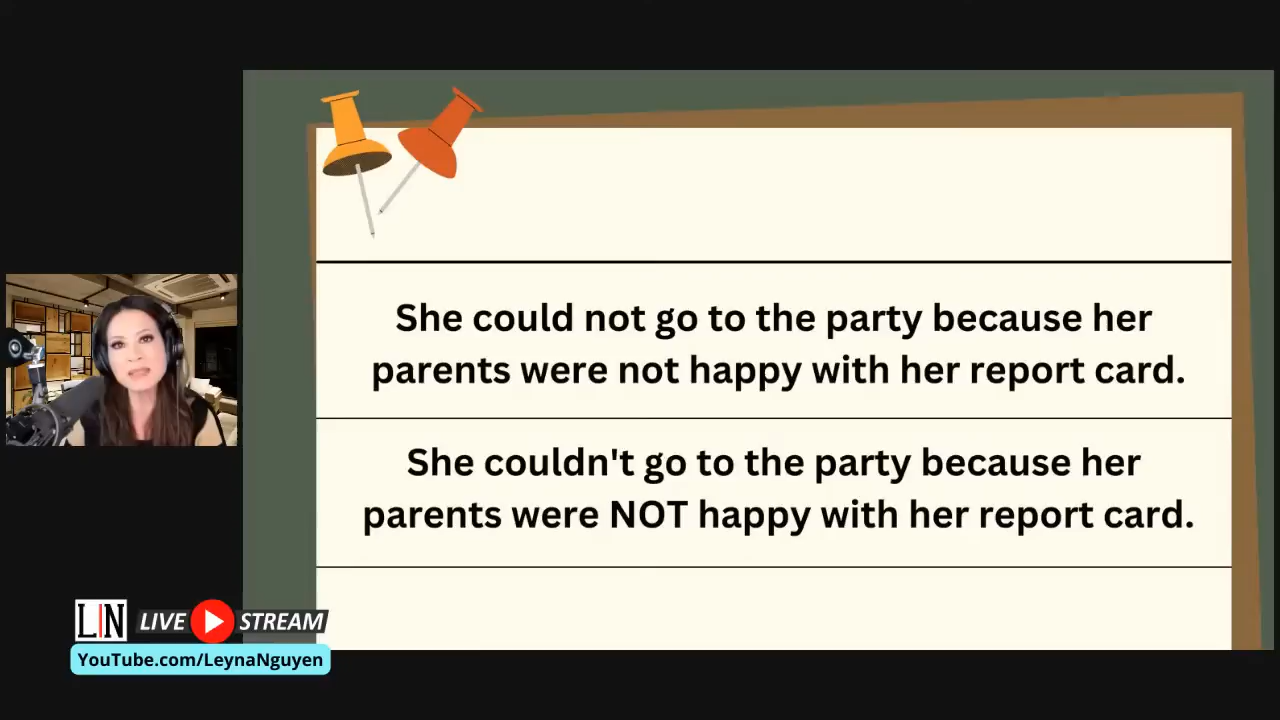 She could not go to the party because her
parents were not happy with her report card.
She couldn't go to the party because her
parents were NOT happy with her report card.
LIN LIVE STREAM
YouTube.com/LeynaNguyen